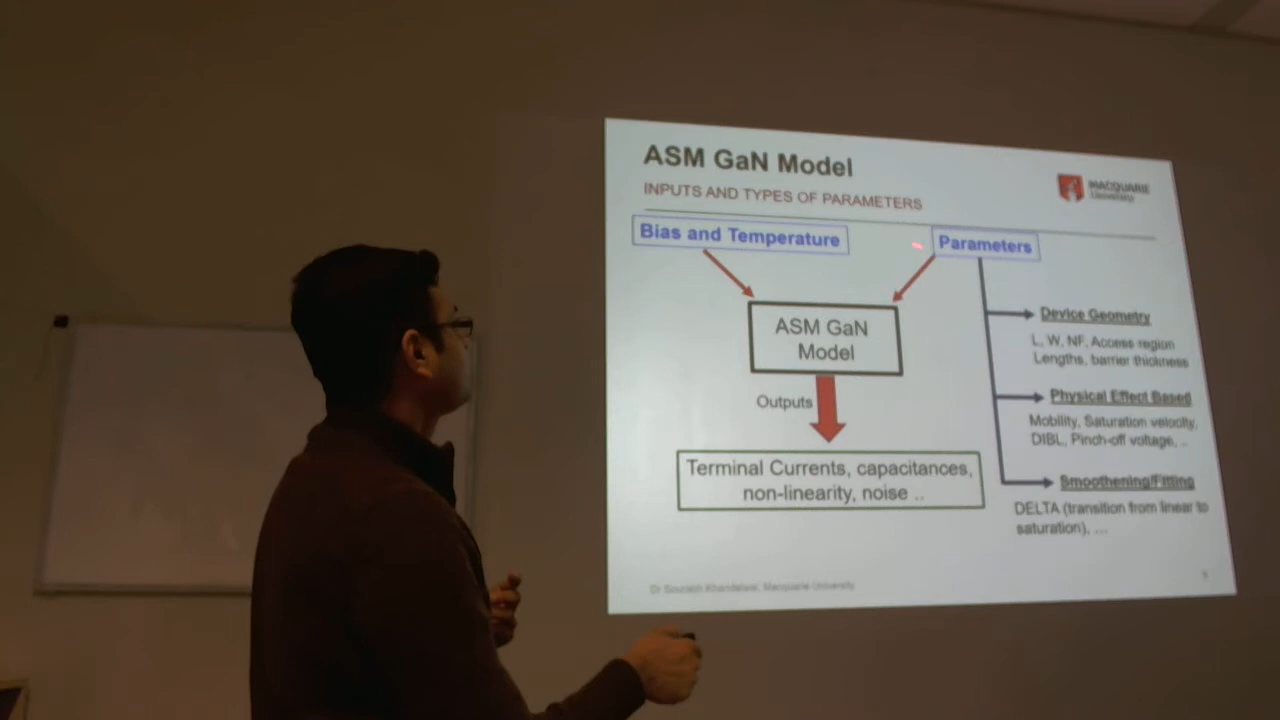 ASM GaN Model
INPUTS AND TYPES OF PARAMETERS
MACQUARIE
University
Bias and Temperature
Parameters
ASM GaN
Model
Outputs
Terminal Currents, capacitances,
non-linearity, noise ..
Device Geometry
L, W, NF, Access region
Lengths, barrier thickness
Physical Effect Based
Mobility, Saturation velocity,
DIBL, Pinch-off voltage, ..
Smoothening/Fitting
DELTA (transition from linear to
saturation), ...
Dr Sourabh Khandelwal, Macquarie University